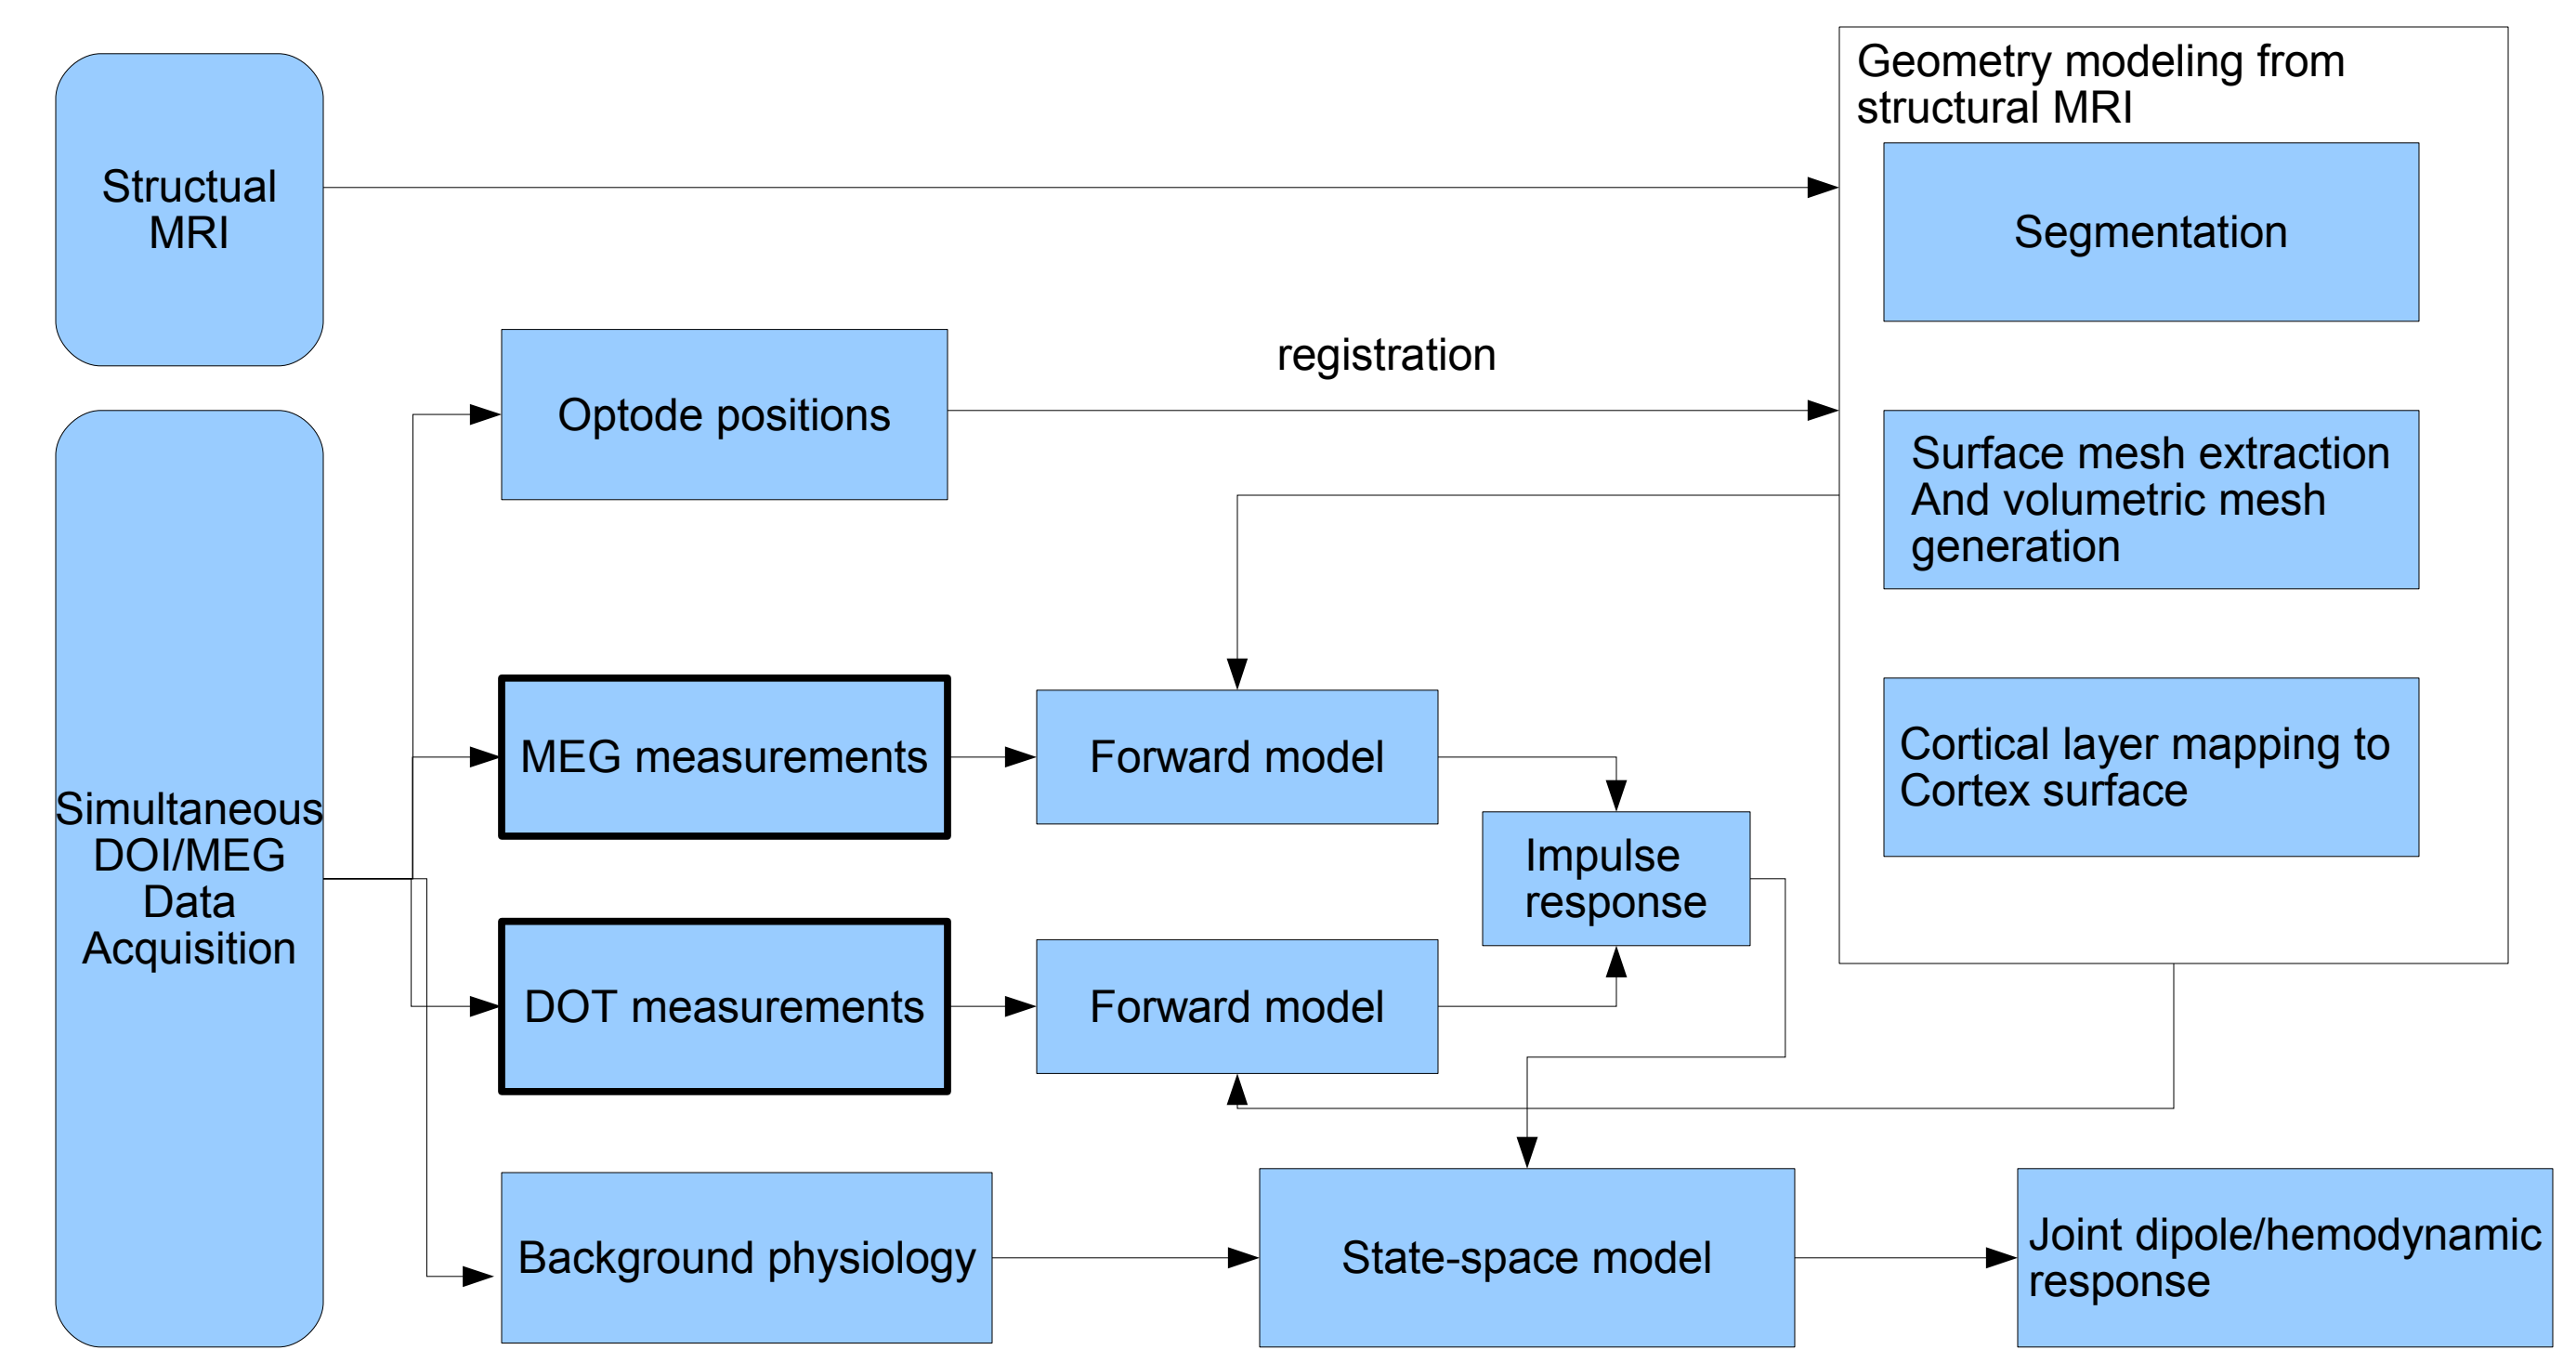 Structual
MRI
Geometry modeling from
structural MRI
Segmentation
Optode positions
registration
Surface mesh extraction
And volumetric mesh
generation
MEG measurements
Forward model
Cortical layer mapping to
Cortex surface
Simultaneous
DOI/MEG
Data
Acquisition
Impulse
response
DOT measurements
Forward model
Background physiology
State-space model
Joint dipole/hemodynamic
response